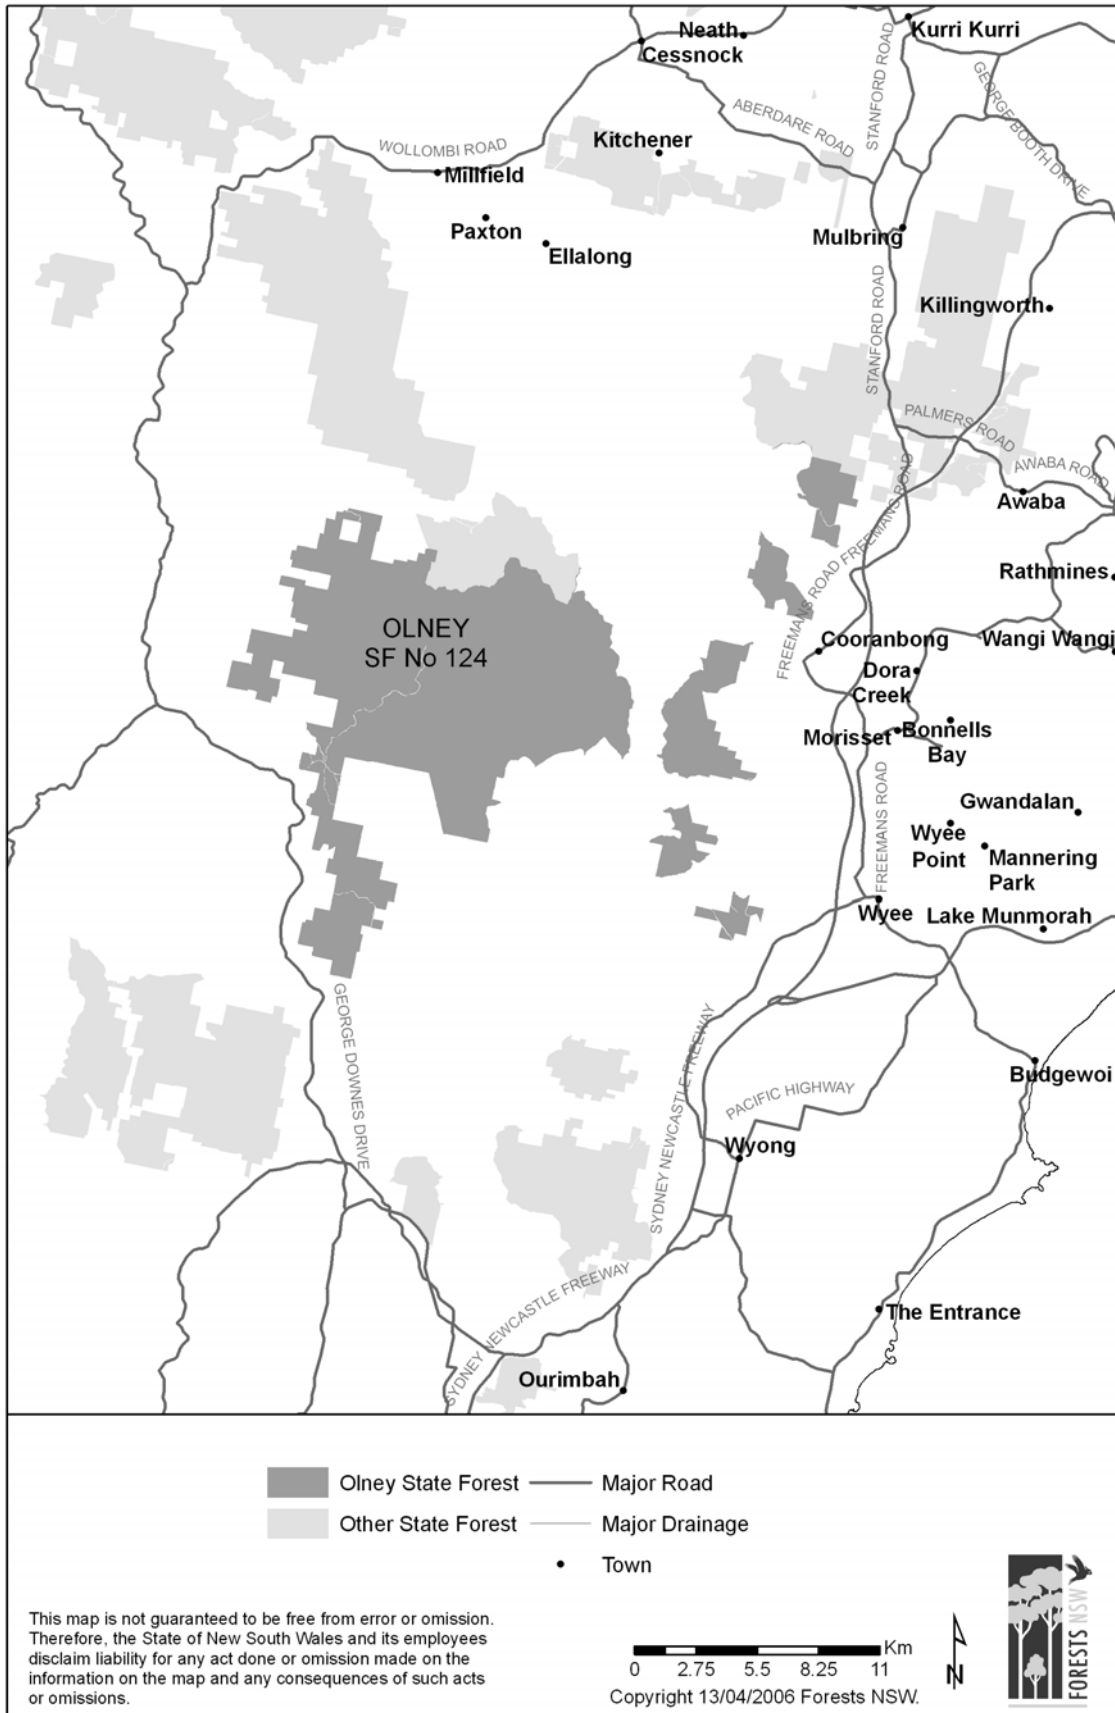 Neath
Kurri Kurri
Cessnock
STANFORD ROAD
GEORGE BOOTH DRIVE
ABERDARE ROAD
WOLLOMBI ROAD
Kitchener
Millfield
Paxton
Mulbring
Ellalong
Killingworth
STANFORD ROAD
PALMERS ROAD
AWABA ROAD
Awaba
FREEMANS ROAD
FREEMANS ROAD
Rathmines
OLNEY
SF No 124
Cooranbong
Wangi Wangi
Dora
Creek
Morisset
Bonnells
Bay
FREEMANS ROAD
Gwandalan
Wyee
Point
Mannering
Park
Wyee
Lake Munmorah
GEORGE DOWNES DRIVE
SYDNEY NEWCASTLE FREEWAY
Budgewoi
PACIFIC HIGHWAY
Wyong
SYDNEY NEWCASTLE FREEWAY
The Entrance
Ourimbah
Olney State Forest
Major Road
Other State Forest
Major Drainage
Town
This map is not guaranteed to be free from error or omission.
Therefore, the State of New South Wales and its employees
disclaim liability for any act done or omission made on the
information on the map and any consequences of such acts
or omissions.
Km
0 2.75 5.5 8.25 11
Copyright 13/04/2006 Forests NSW.
N
FORESTS NSW